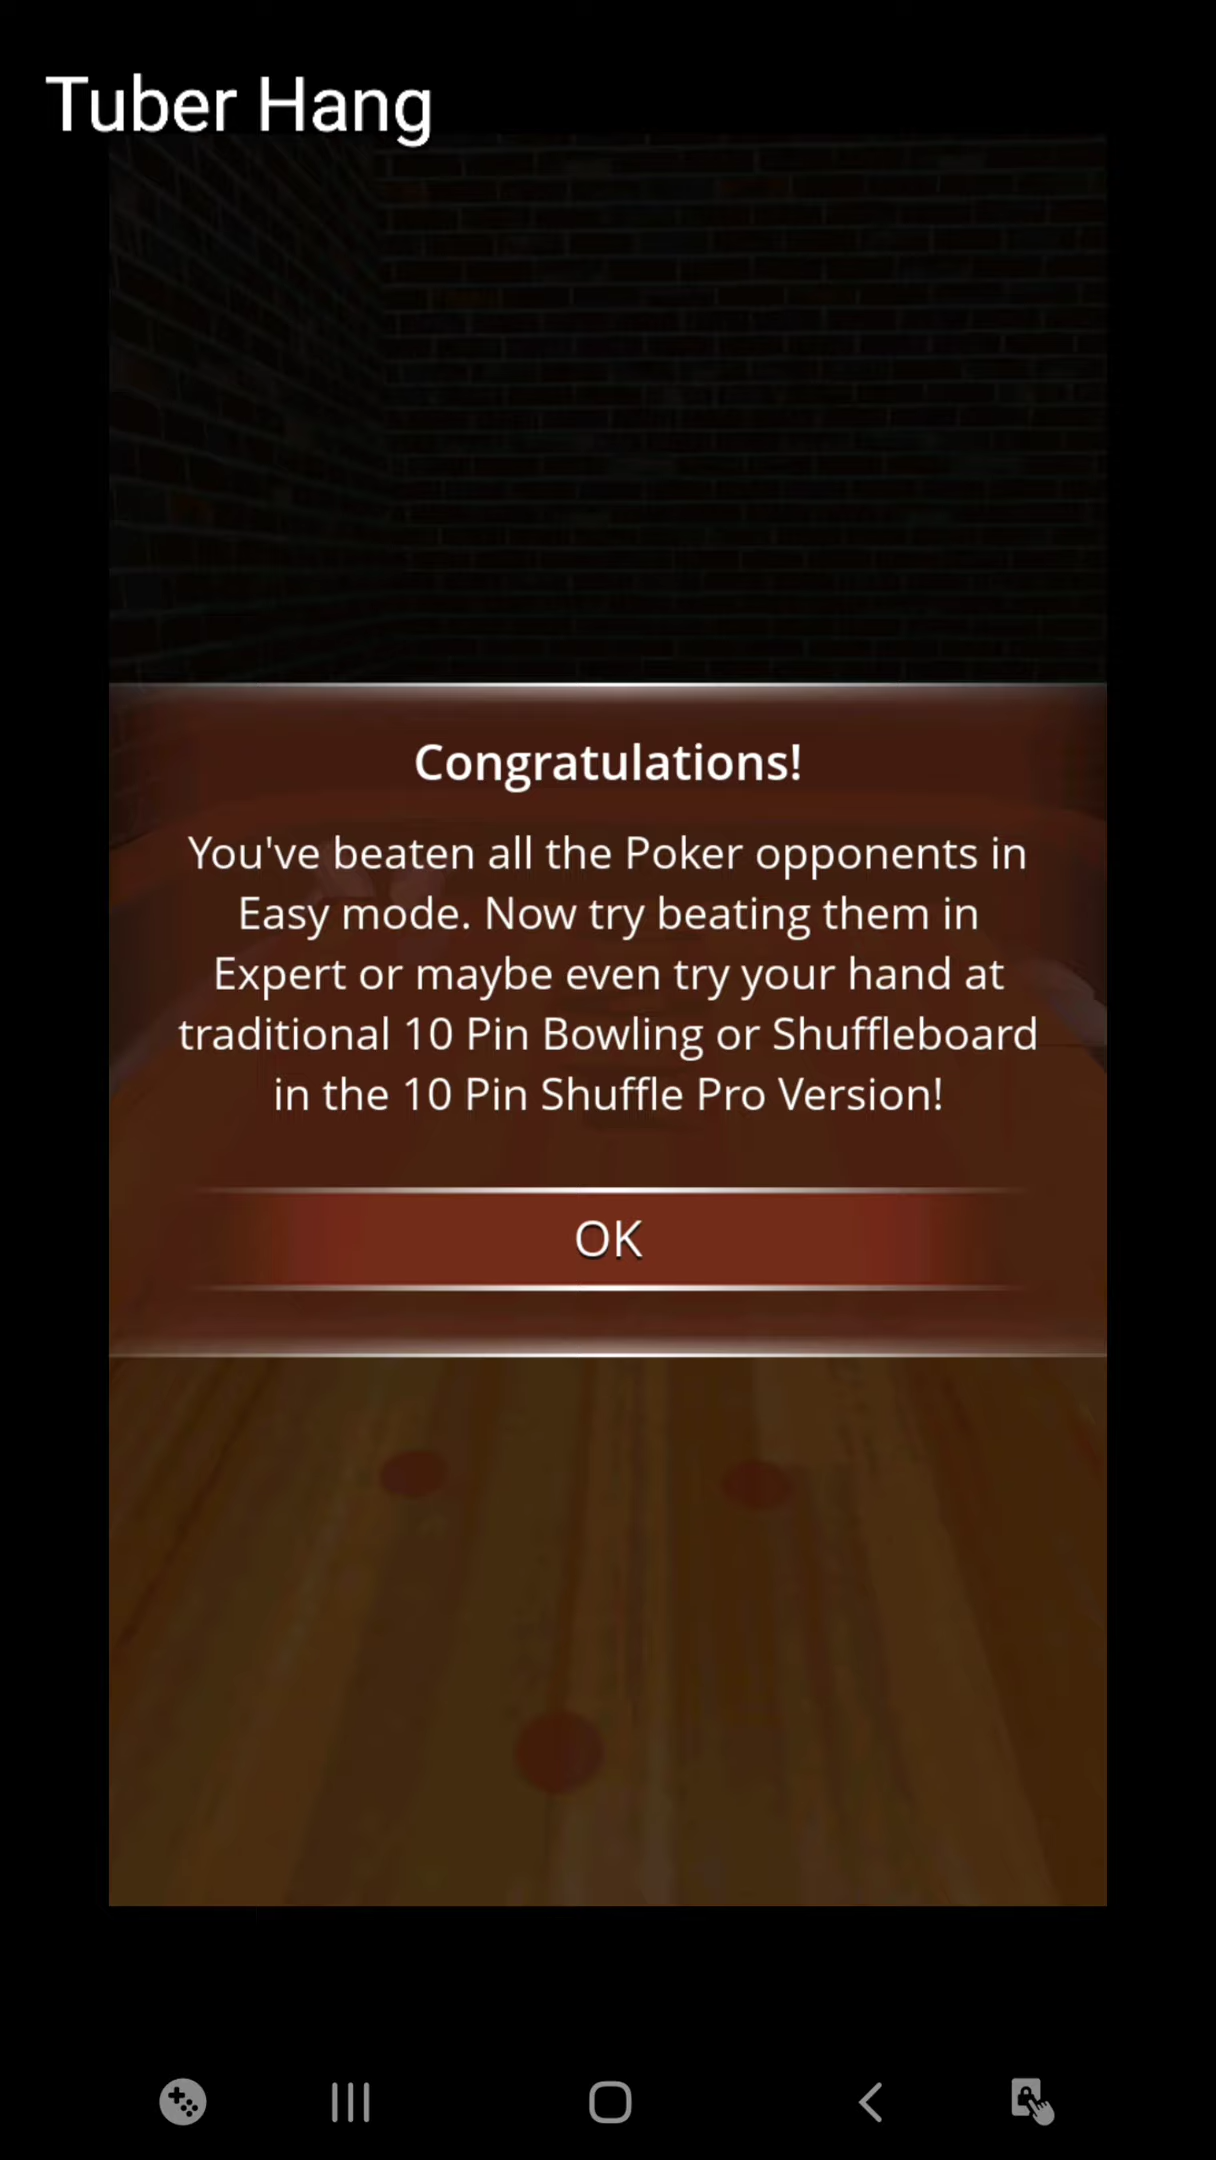 Tuber Hang
Congratulations!
You've beaten all the Poker opponents in
Easy mode. Now try beating them in
Expert or maybe even try your hand at
traditional 10 Pin Bowling or Shuffleboard
in the 10 Pin Shuffle Pro Version!
OK